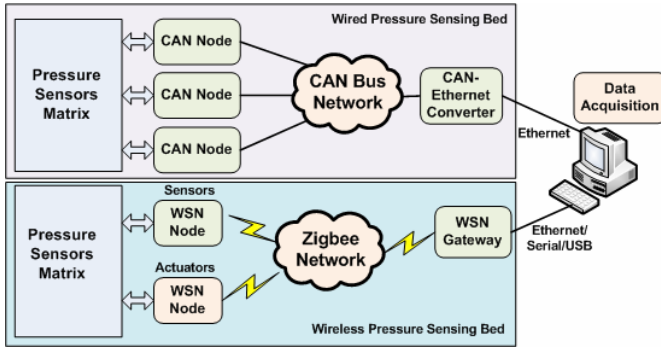 Wired Pressure Sensing Bed
Pressure
Sensors
Matrix
CAN Node
CAN Node
CAN Node
CAN Bus
Network
CAN-
Ethernet
Converter
Data
Acquisition
Ethernet
Pressure
Sensors
Matrix
Sensors
WSN
Node
Actuators
WSN
Node
Zigbee
Network
WSN
Gateway
Ethernet/
Serial/USB
Wireless Pressure Sensing Bed